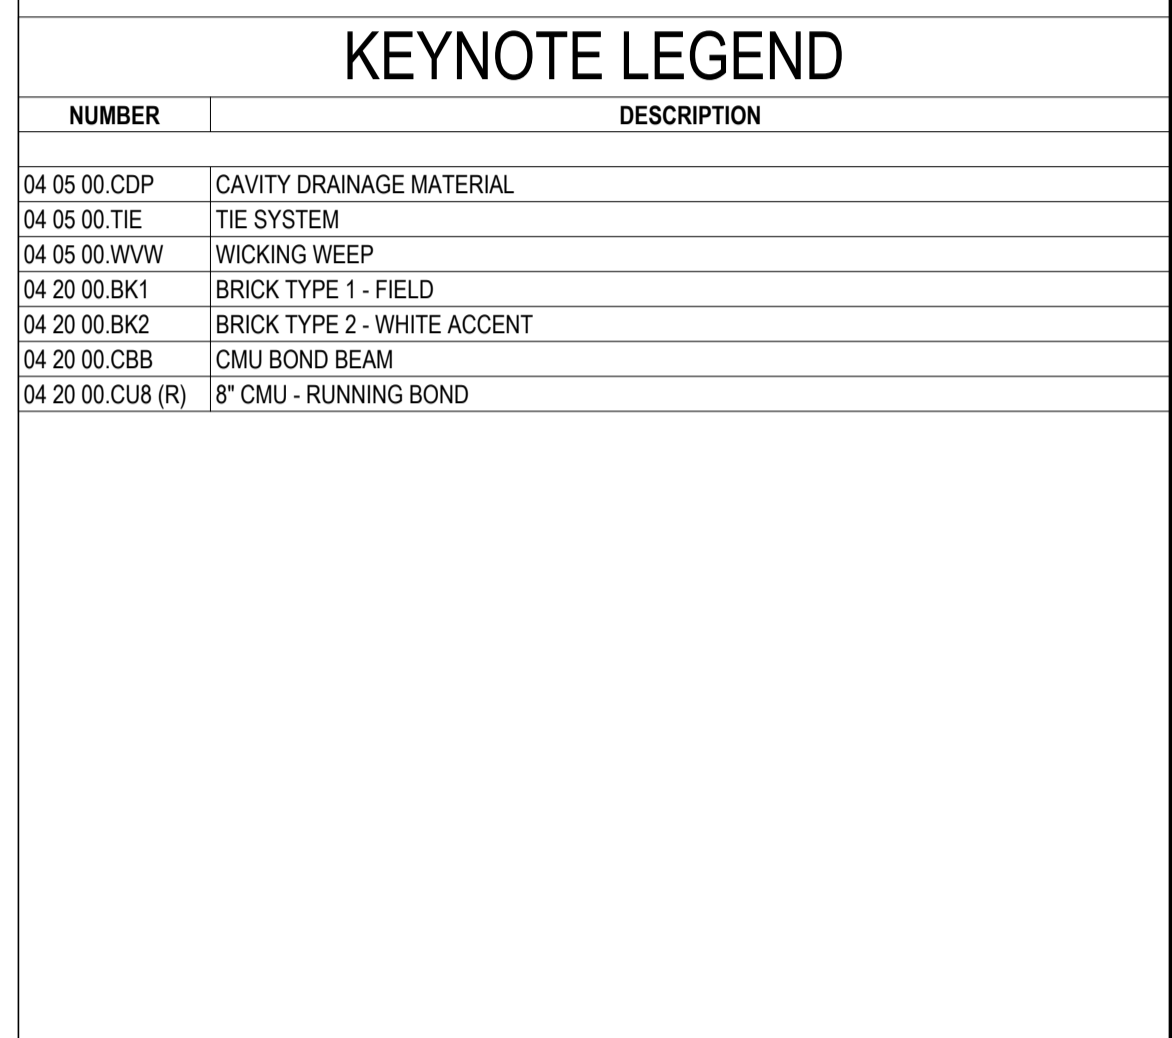 KEYNOTE LEGEND
NUMBER DESCRIPTION
04 05 00.CDP CAVITY DRAINAGE MATERIAL
04 05 00.TIE TIE SYSTEM
04 05 00.WVW WICKING WEEP
04 20 00.BK1 BRICK TYPE 1 - FIELD
04 20 00.BK2 BRICK TYPE 2 - WHITE ACCENT
04 20 00.CBB CMU BOND BEAM
04 20 00.CU8 (R) 8" CMU - RUNNING BOND